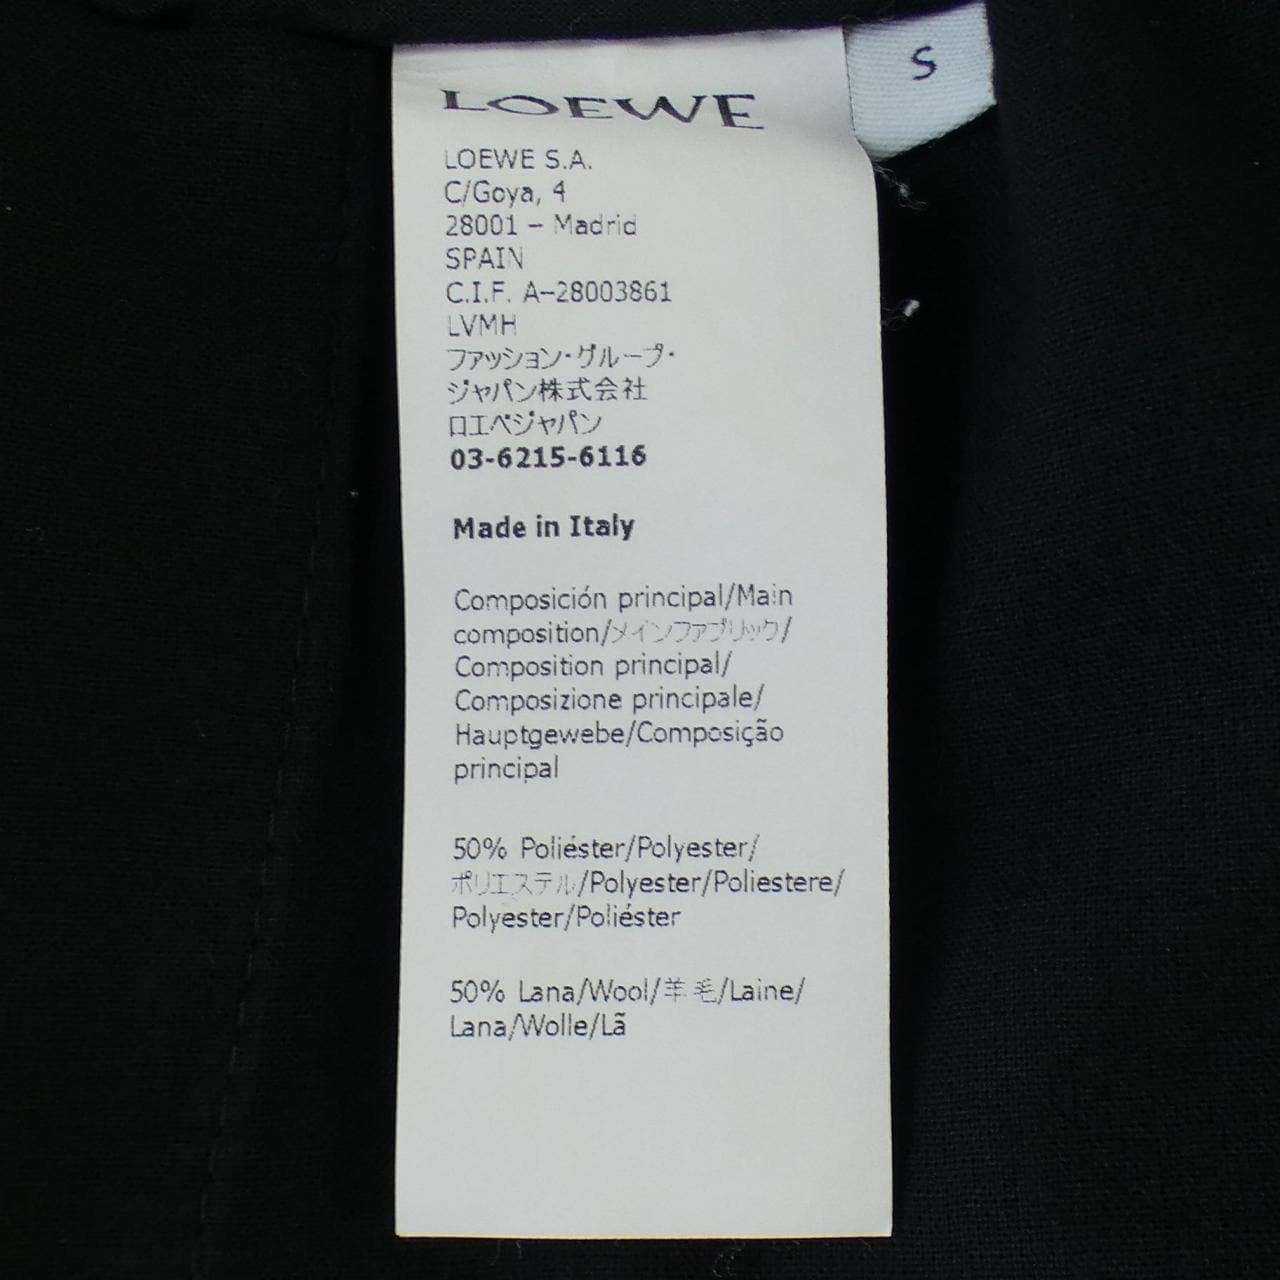 S
LOEWE
LOEWE S.A.
C/Goya, 4
28001 – Madrid
SPAIN
C.I.F. A–28003861
LVMH
ファッション・グループ・
ジャパン株式会社
ロエベジャパン
03-6215-6116
Made in Italy
Composición principal/Main
composition/メインファブリック/
Composition principal/
Composizione principale/
Hauptgewebe/Composição
principal
50% Poliéster/Polyester/
ポリエステル/Polyester/Poliestere/
Polyester/Poliéster
50% Lana/Wool/羊毛/Laine/
Lana/Wolle/Lã